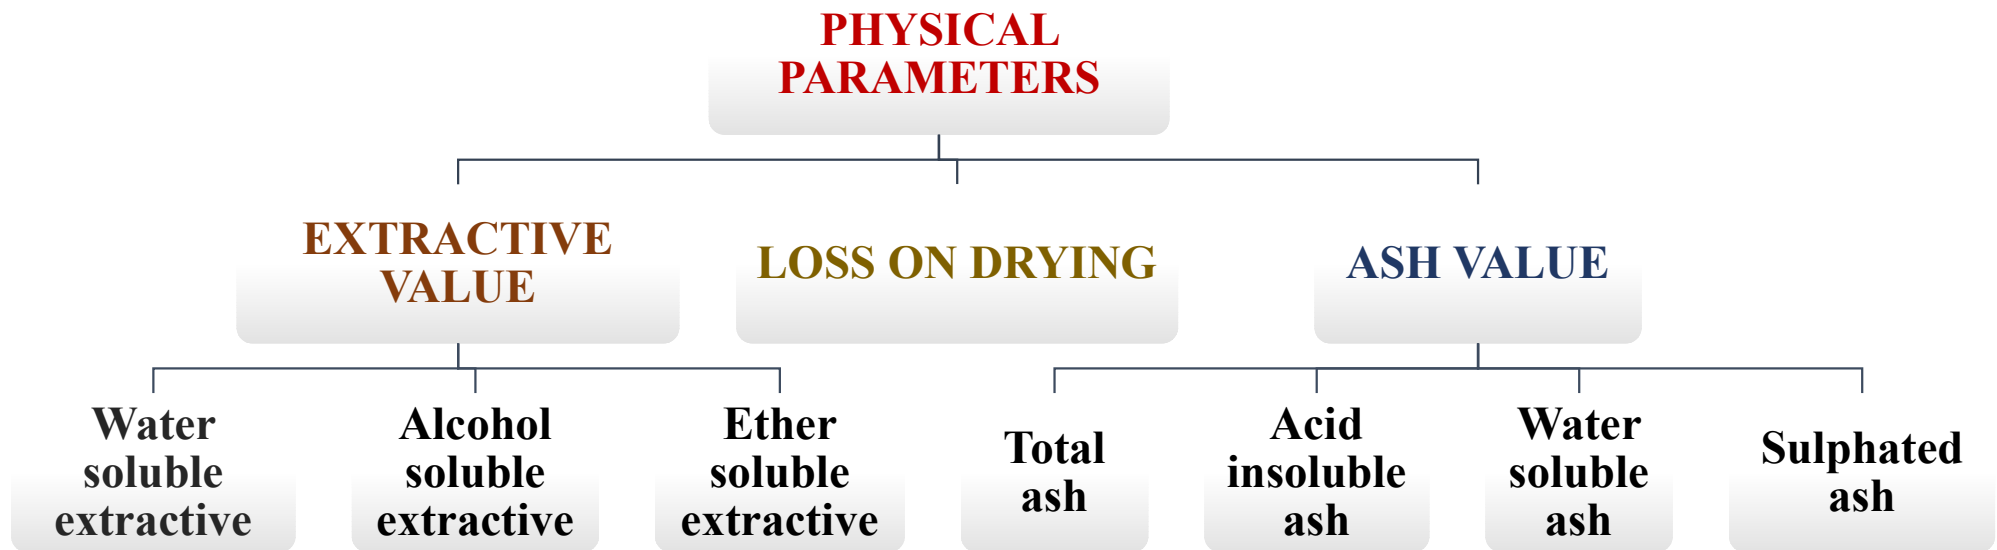 PHYSICAL
PARAMETERS
EXTRACTIVE
VALUE
LOSS ON DRYING
ASH VALUE
Water
soluble
extractive
Alcohol
soluble
extractive
Ether
soluble
extractive
Total
ash
Acid
insoluble
ash
Water
soluble
ash
Sulphated
ash